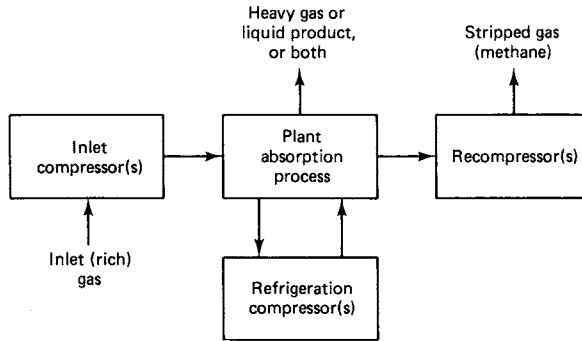 Heavy gas or
liquid product,
or both
Stripped gas
(methane)
Inlet
compressor(s)
Plant
absorption
process
Recompressor(s)
Inlet (rich)
gas
Refrigeration
compressor(s)